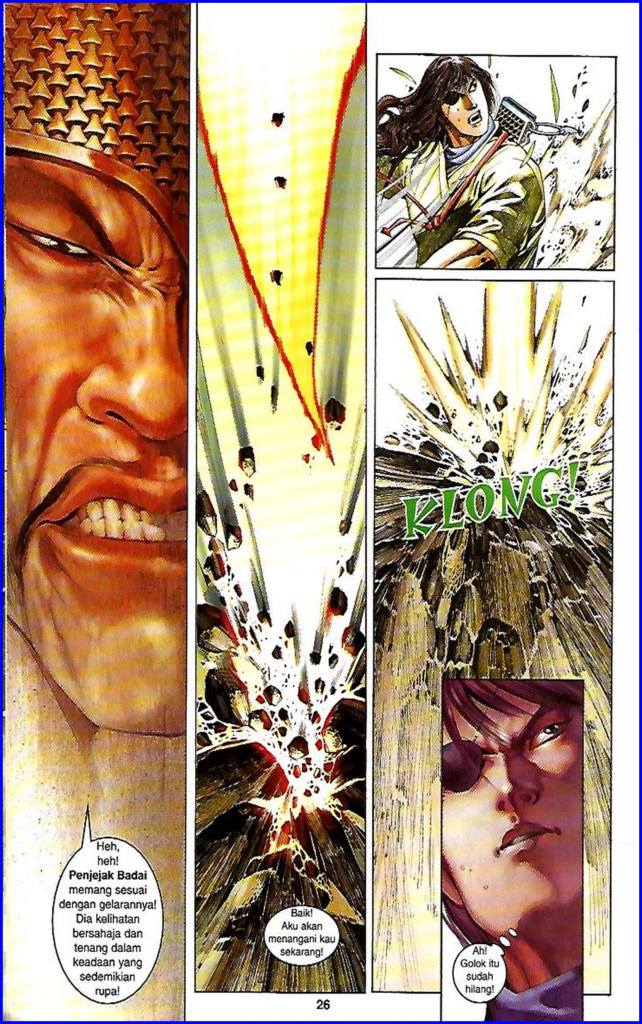 Heh,
heh!
Penjejak Badai
memang sesuai
dengan gelarannya!
Dia kelihatan
bersahaja dan
tenang dalam
keadaan yang
sedemikian
rupa!
Baik!
Aku akan
menangani kau
sekarang!
KLONG!
Ah!
Golok itu
sudah
hilang!
26